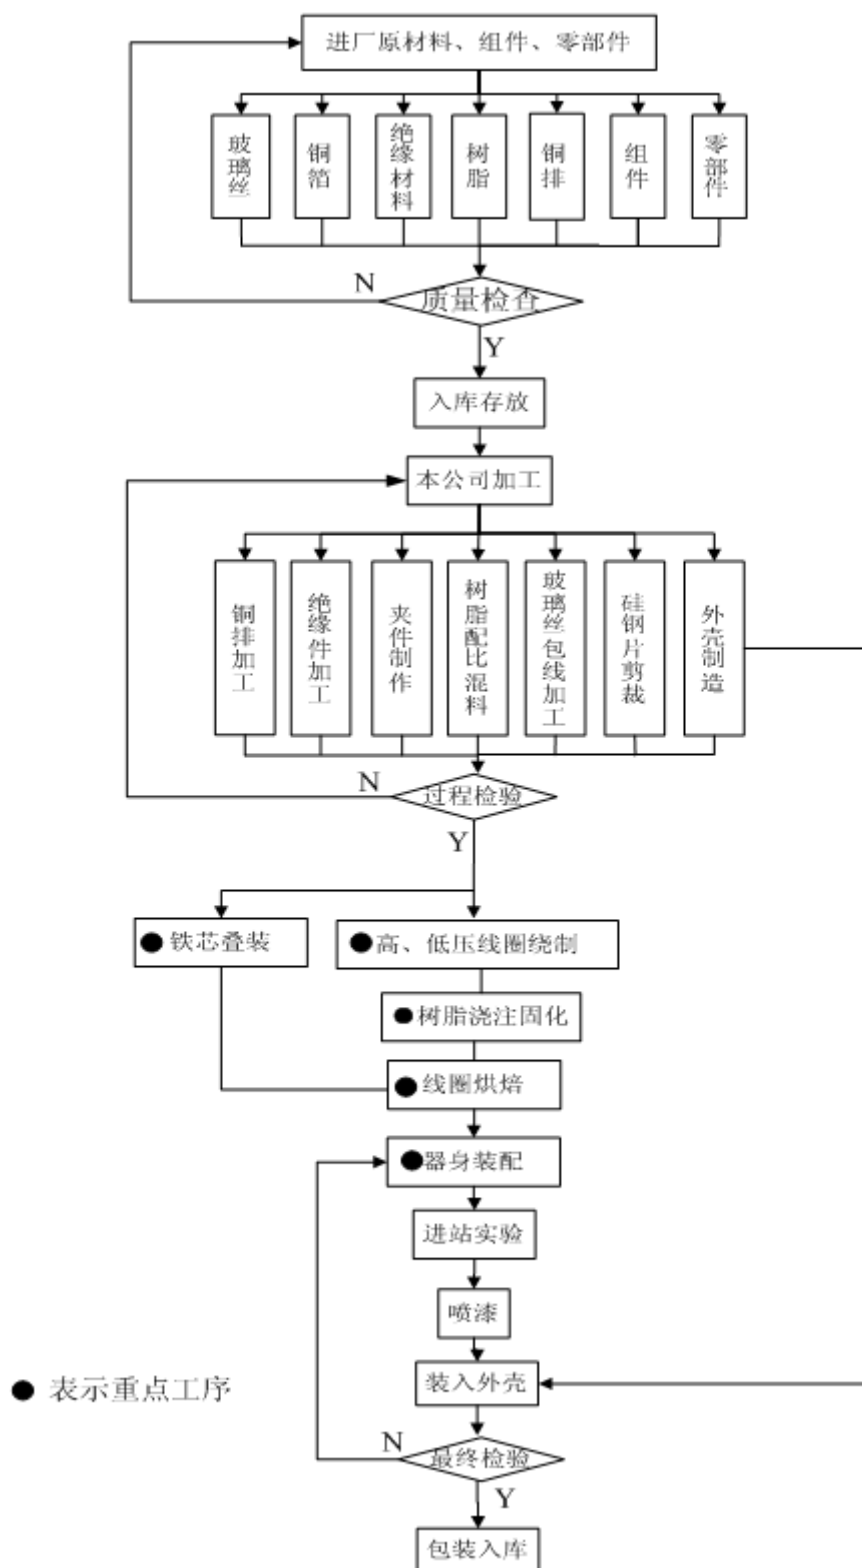 进厂原材料、组件、零部件
玻璃丝
铜箔
绝缘材料
树脂
铜排
组件
零部件
N
质量检查
Y
入库存放
本公司加工
铜排加工
绝缘件加工
夹件制作
树脂配比混料
玻璃丝包线加工
硅钢片剪裁
外壳制造
N
过程检验
Y
铁芯叠装
高、低压线圈绕制
树脂浇注固化
线圈烘焙
器身装配
进站实验
喷漆
装入外壳
表示重点工序
N
最终检验
Y
包装入库